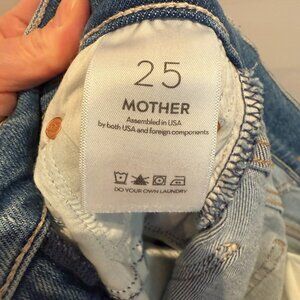 25
MOTHER
Assembled in USA
by both USA and foreign components
DO YOUR OWN LAUNDRY